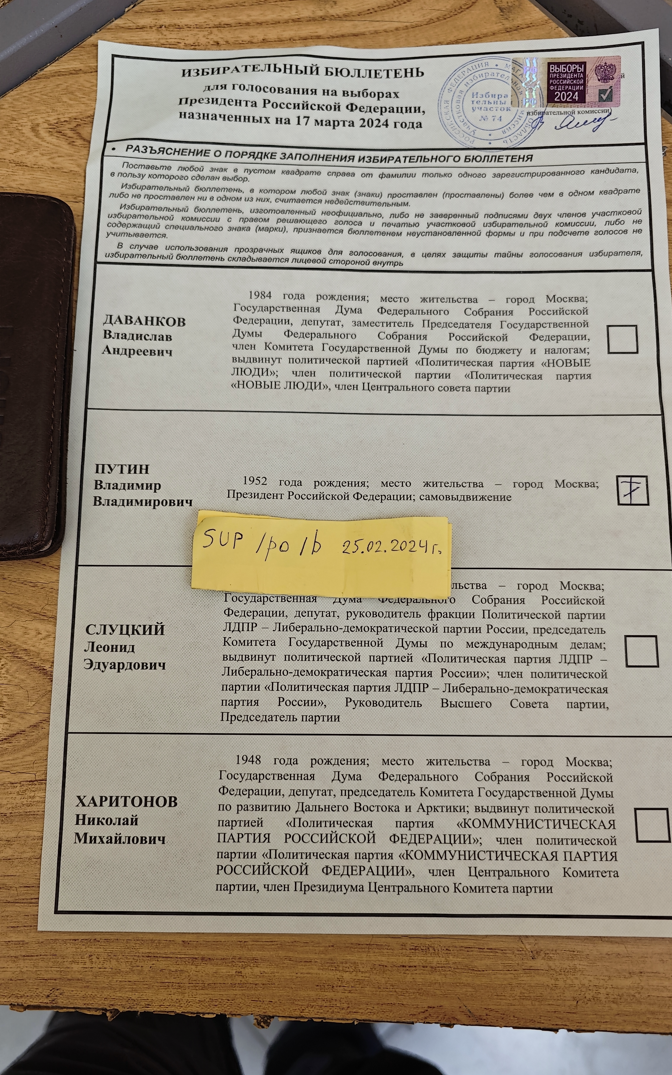 ИЗБИРАТЕЛЬНЫЙ БЮЛЛЕТЕНЬ
для голосования на выборах
Президента Российской Федерации,
назначенных на 17 марта 2024 года
РОССИЙСКАЯ ФЕДЕРАЦИЯ
Избира
тельный
участок
№ 74
ВЫБОРЫ
ПРЕЗИДЕНТА
РОССИЙСКОЙ
ФЕДЕРАЦИИ
2024
избирательной комиссии)
• РАЗЪЯСНЕНИЕ О ПОРЯДКЕ ЗАПОЛНЕНИЯ ИЗБИРАТЕЛЬНОГО БЮЛЛЕТЕНЯ
Поставьте любой знак в пустом квадрате справа от фамилии только одного зарегистрированного кандидата,
в пользу которого сделан выбор.
Избирательный бюллетень, в котором любой знак (знаки) проставлен (проставлены) более чем в одном квадрате
либо не проставлен ни в одном из них, считается недействительным.
Избирательный бюллетень, изготовленный неофициально, либо не заверенный подписями двух членов участковой
избирательной комиссии с правом решающего голоса и печатью участковой избирательной комиссии, либо не
содержащий специального знака (марки), признается бюллетенем неустановленной формы и при подсчете голосов не
учитывается.
В случае использования прозрачных ящиков для голосования, в целях защиты тайны голосования избирателя,
избирательный бюллетень складывается лицевой стороной внутрь
ДАВАНКОВ
Владислав
Андреевич
1984 года рождения; место жительства – город Москва;
Государственная Дума Федерального Собрания Российской
Федерации, депутат, заместитель Председателя Государственной
Думы Федерального Собрания Российской Федерации,
член Комитета Государственной Думы по бюджету и налогам;
выдвинут политической партией «Политическая партия «НОВЫЕ
ЛЮДИ»; член политической партии «Политическая партия
«НОВЫЕ ЛЮДИ», член Центрального совета партии
ПУТИН
Владимир
Владимирович
1952 года рождения; место жительства – город Москва;
Президент Российской Федерации; самовыдвижение
SUP /po/b 25.02.2024г.
СЛУЦКИЙ
Леонид
Эдуардович
льства – город Москва;
Государственная Дума Федерального Собрания Российской
Федерации, депутат, руководитель фракции Политической партии
ЛДПР – Либерально-демократической партии России, председатель
Комитета Государственной Думы по международным делам;
выдвинут политической партией «Политическая партия ЛДПР –
Либерально-демократическая партия России»; член политической
партии «Политическая партия ЛДПР – Либерально-демократическая
партия России», Руководитель Высшего Совета партии,
Председатель партии
ХАРИТОНОВ
Николай
Михайлович
1948 года рождения; место жительства – город Москва;
Государственная Дума Федерального Собрания Российской
Федерации, депутат, председатель Комитета Государственной Думы
по развитию Дальнего Востока и Арктики; выдвинут политической
партией «Политическая партия «КОММУНИСТИЧЕСКАЯ
ПАРТИЯ РОССИЙСКОЙ ФЕДЕРАЦИИ»; член политической
партии «Политическая партия «КОММУНИСТИЧЕСКАЯ ПАРТИЯ
РОССИЙСКОЙ ФЕДЕРАЦИИ», член Центрального Комитета
партии, член Президиума Центрального Комитета партии